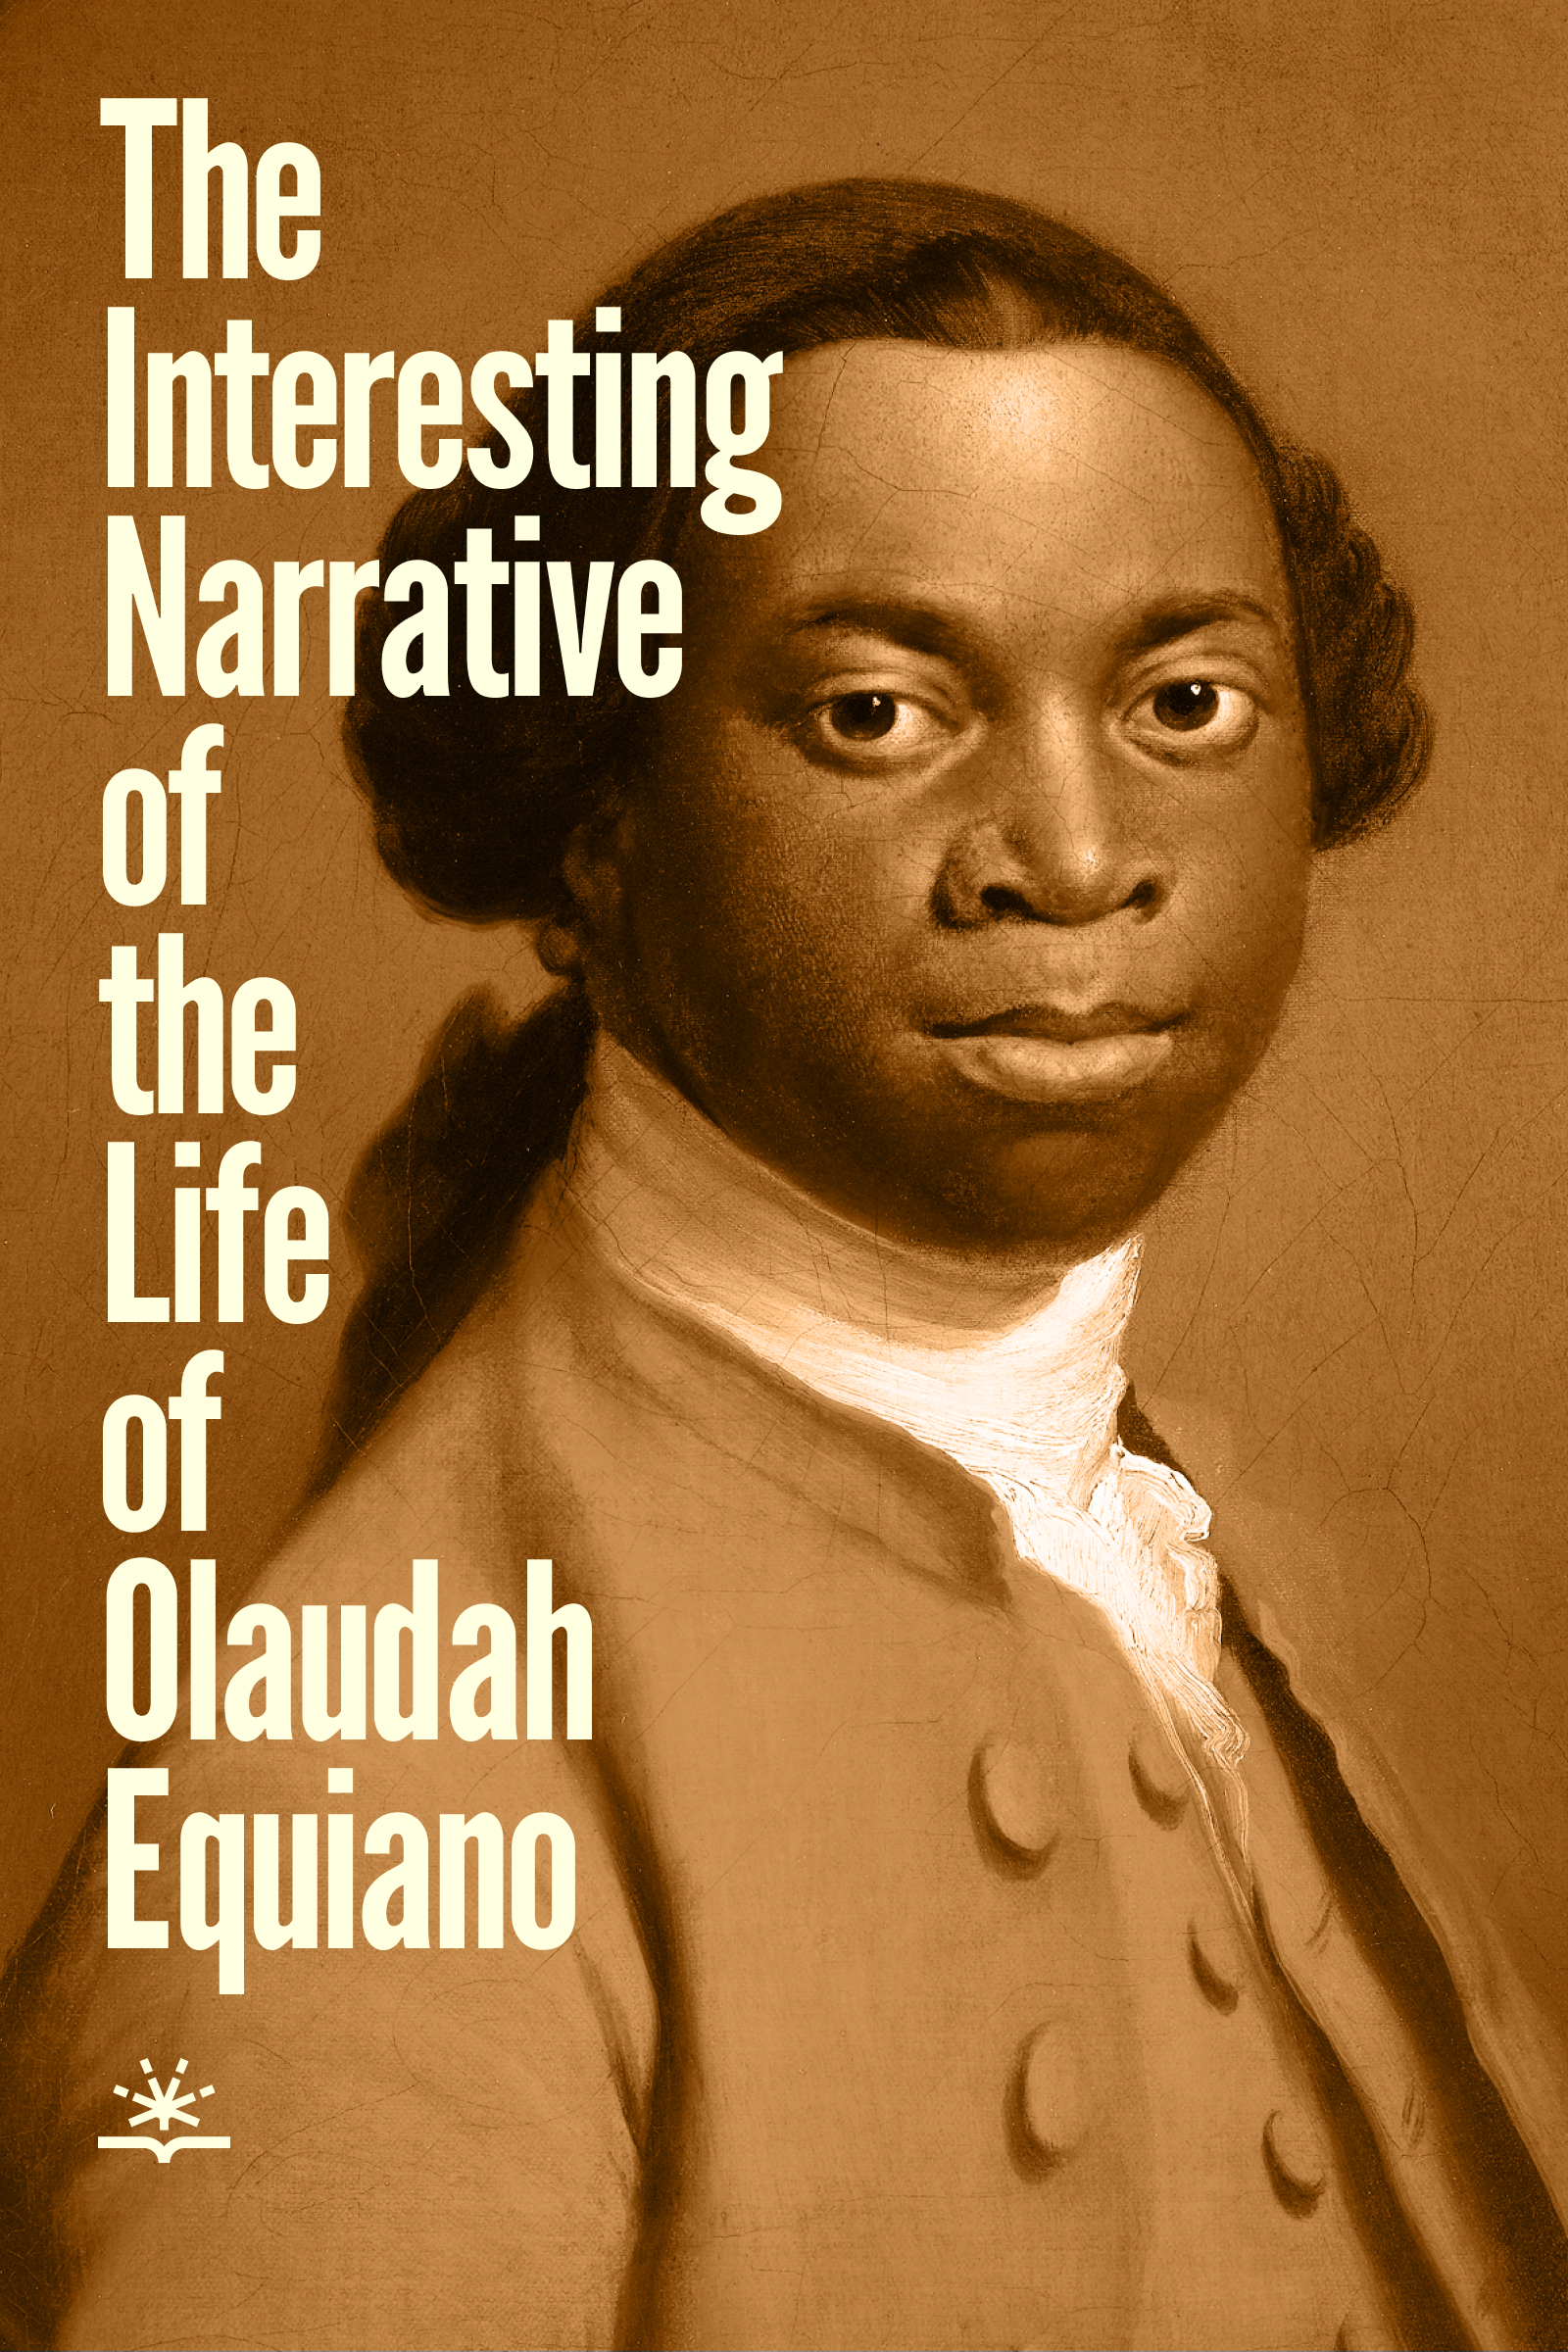 The
Interesting
Narrative
of
the
Life
of
Olaudah
Equiano